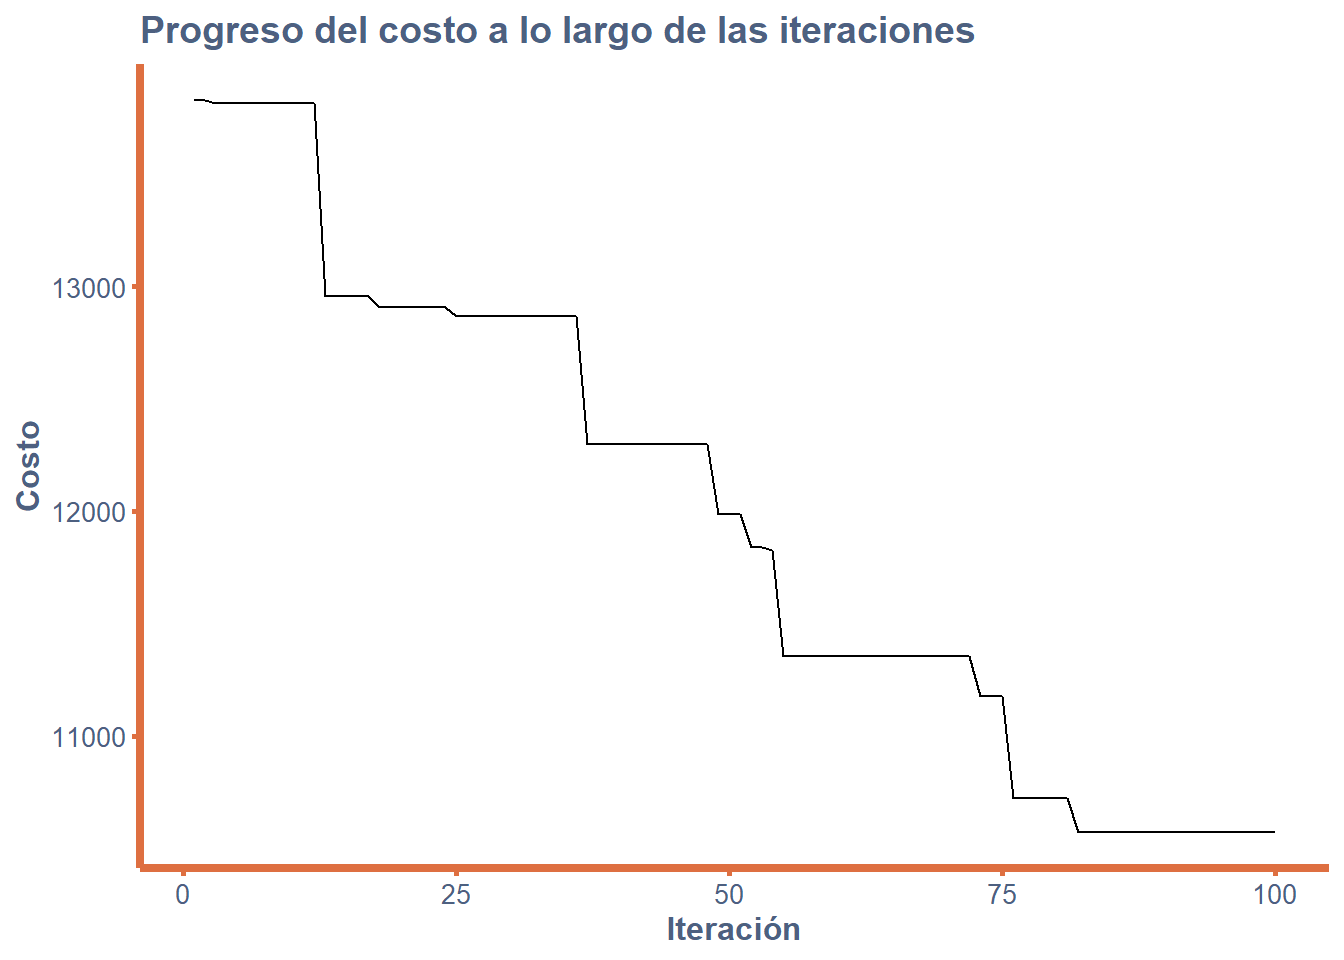 Progreso del costo a lo largo de las iteraciones
13000
12000
11000
Costo
0 25 50 75 100
Iteración